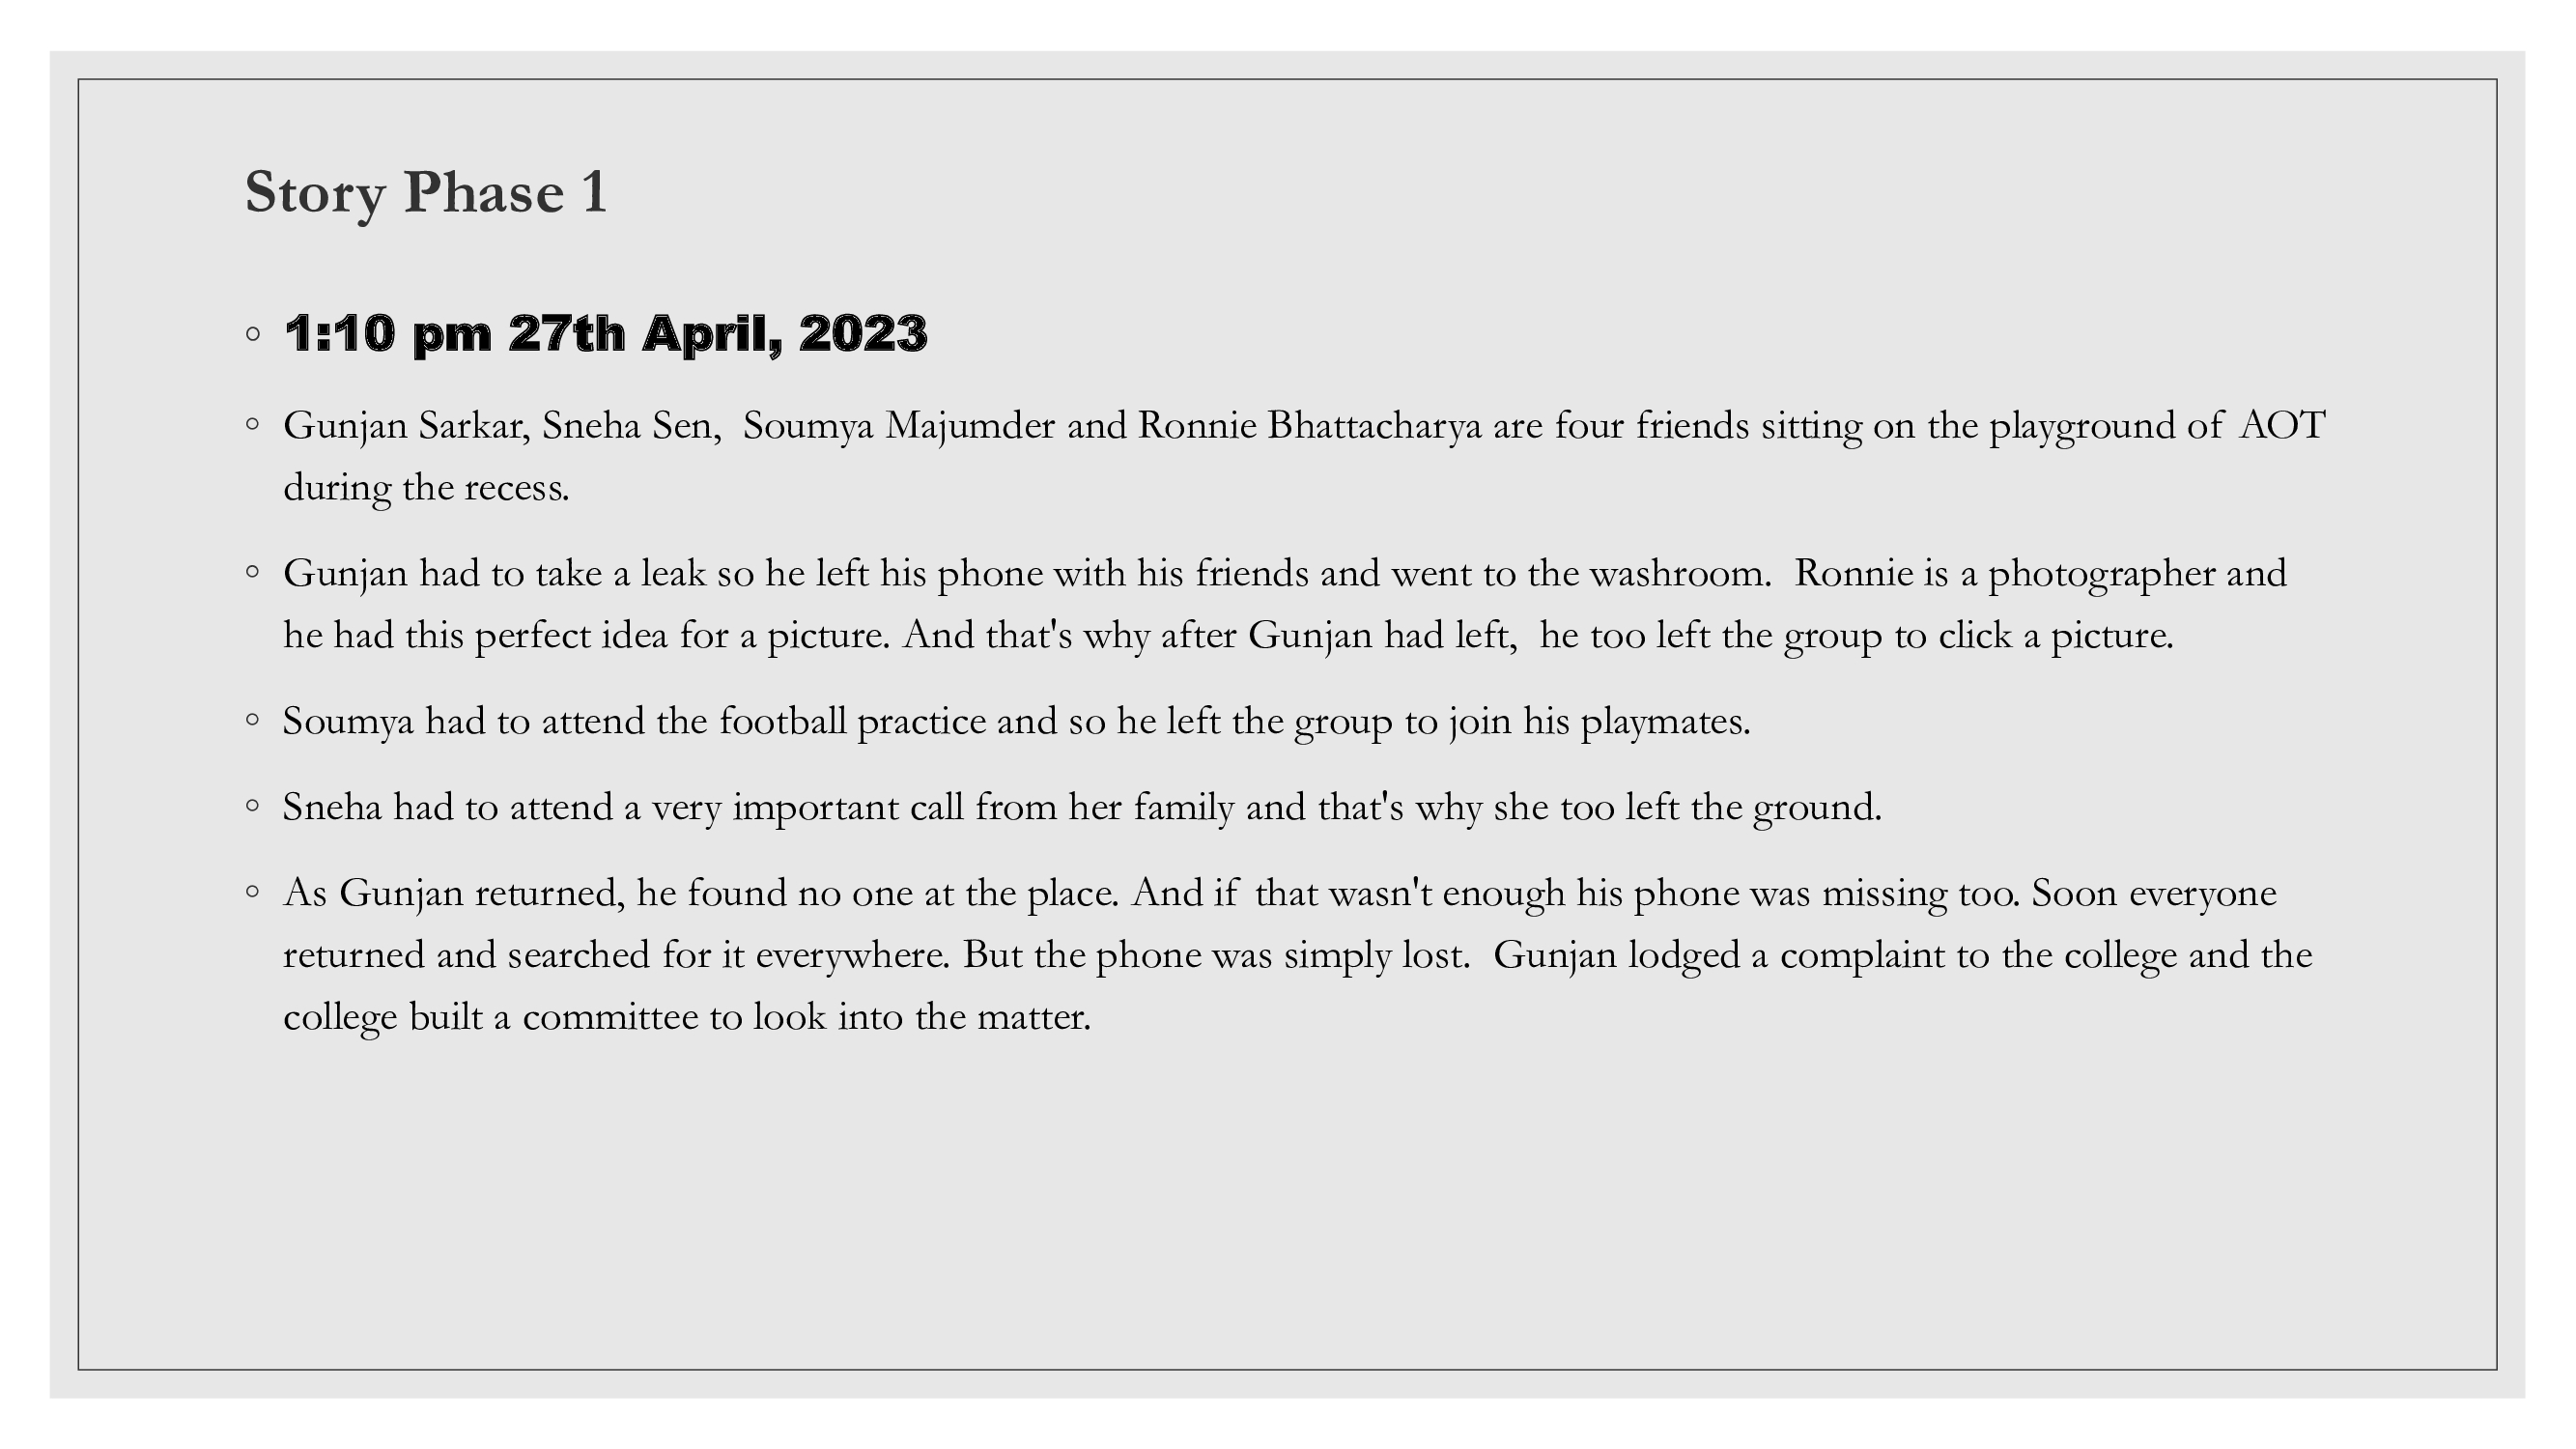 Story Phase 1
◦ 1:10 pm 27th April, 2023
◦ Gunjan Sarkar, Sneha Sen,  Soumya Majumder and Ronnie Bhattacharya are four friends sitting on the playground of AOT
during the recess.
◦ Gunjan had to take a leak so he left his phone with his friends and went to the washroom.  Ronnie is a photographer and
he had this perfect idea for a picture. And that's why after Gunjan had left,  he too left the group to click a picture.
◦ Soumya had to attend the football practice and so he left the group to join his playmates.
◦ Sneha had to attend a very important call from her family and that's why she too left the ground.
◦ As Gunjan returned, he found no one at the place. And if that wasn't enough his phone was missing too. Soon everyone
returned and searched for it everywhere. But the phone was simply lost.  Gunjan lodged a complaint to the college and the
college built a committee to look into the matter.